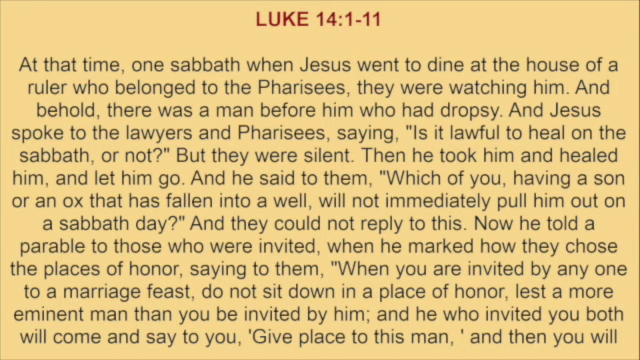 LUKE 14:1-11
At that time, one sabbath when Jesus went to dine at the house of a
ruler who belonged to the Pharisees, they were watching him. And
behold, there was a man before him who had dropsy. And Jesus
spoke to the lawyers and Pharisees, saying, "Is it lawful to heal on the
sabbath, or not?" But they were silent. Then he took him and healed
him, and let him go. And he said to them, "Which of you, having a son
or an ox that has fallen into a well, will not immediately pull him out on
a sabbath day?" And they could not reply to this. Now he told a
parable to those who were invited, when he marked how they chose
the places of honor, saying to them, "When you are invited by any one
to a marriage feast, do not sit down in a place of honor, lest a more
eminent man than you be invited by him; and he who invited you both
will come and say to you, 'Give place to this man, ' and then you will